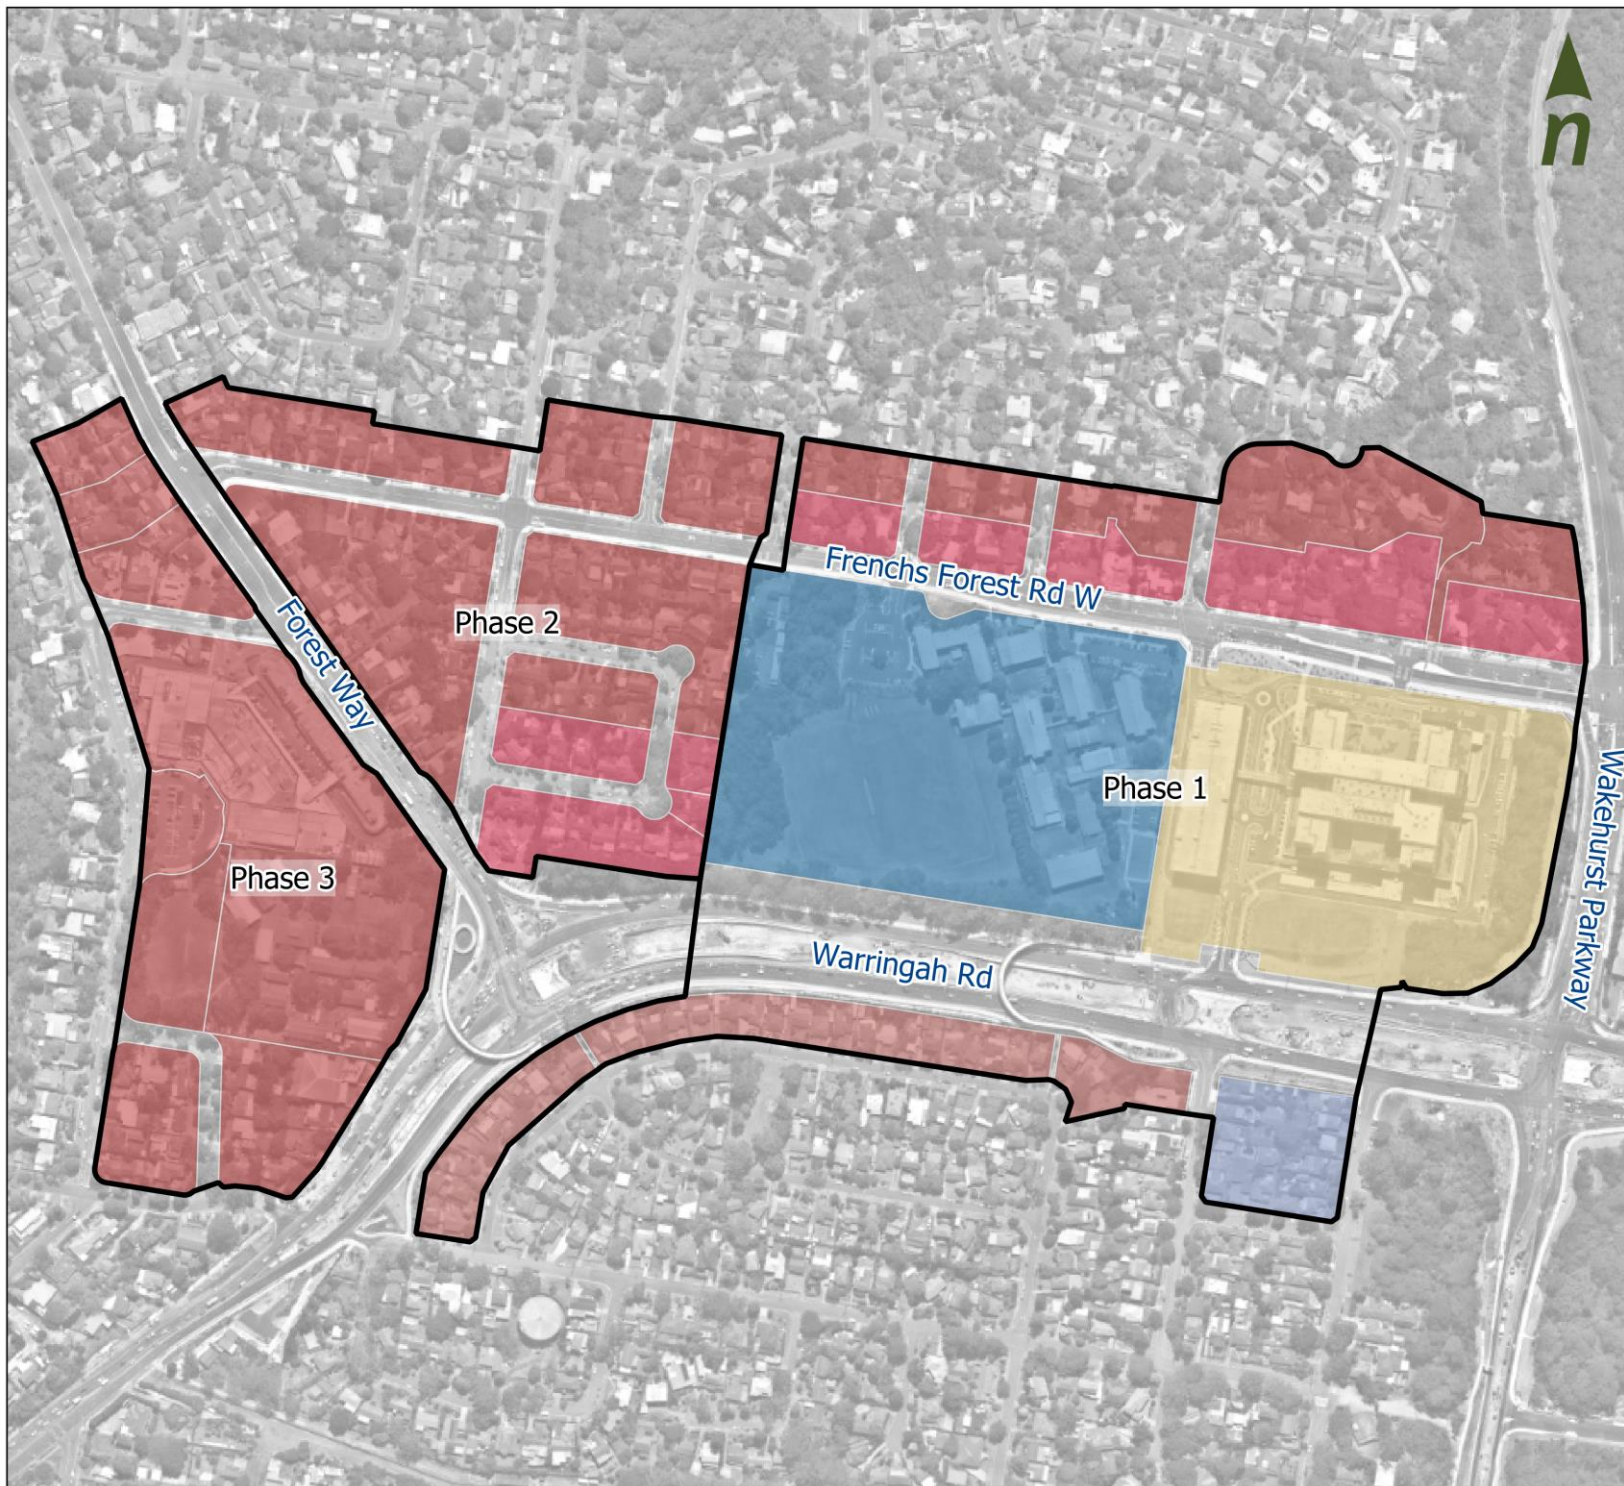 n
Frenchs Forest Rd W
Phase 2
Forest Way
Phase 1
Wakehurst Parkway
Phase 3
Warringah Rd